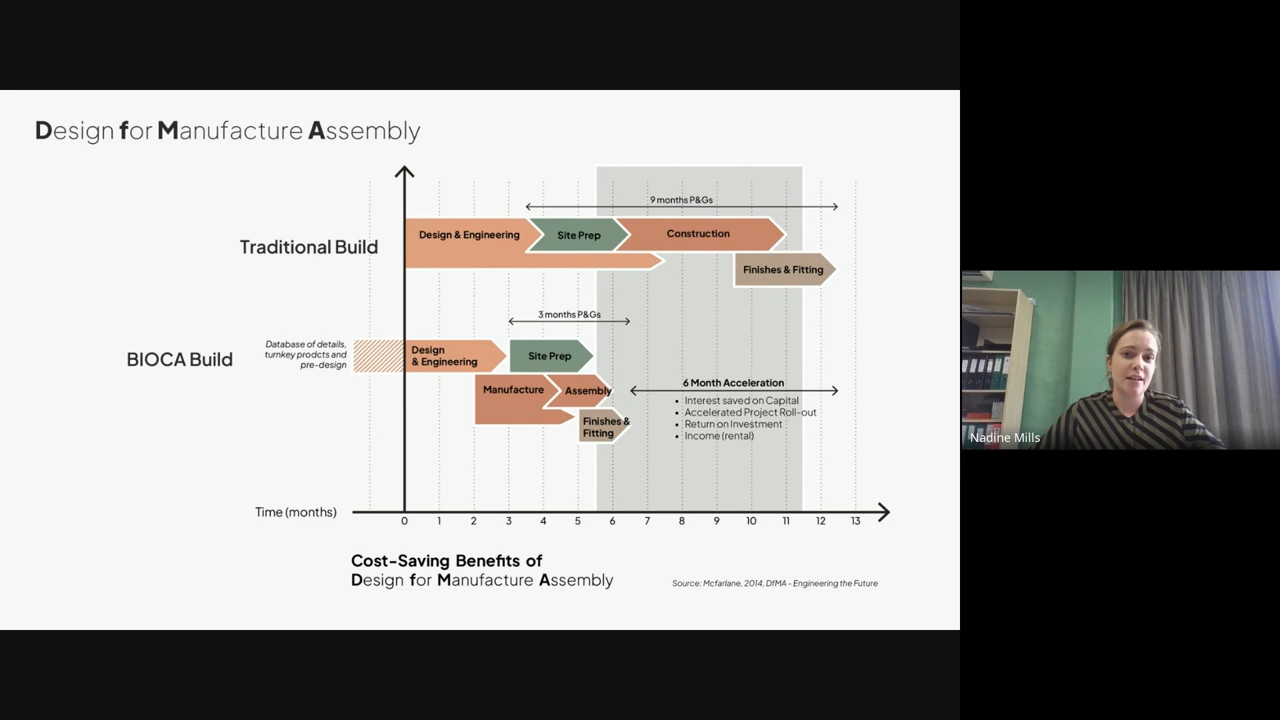 Design for Manufacture Assembly
9 months P&Gs
Traditional Build
Design & Engineering
Site Prep
Construction
Finishes & Fitting
3 months P&Gs
BIOCA Build
Database of details,
turnkey prodcts and
pre-design
Design
& Engineering
Site Prep
Manufacture
Assembly
Finishes &
Fitting
6 Month Acceleration
• Interest saved on Capital
• Accelerated Project Roll-out
• Return on Investment
• Income (rental)
Time (months)
0 1 2 3 4 5 6 7 8 9 10 11 12 13
Cost-Saving Benefits of
Design for Manufacture Assembly
Source: Mcfarlane, 2014, DfMA - Engineering the Future
Nadine Mills